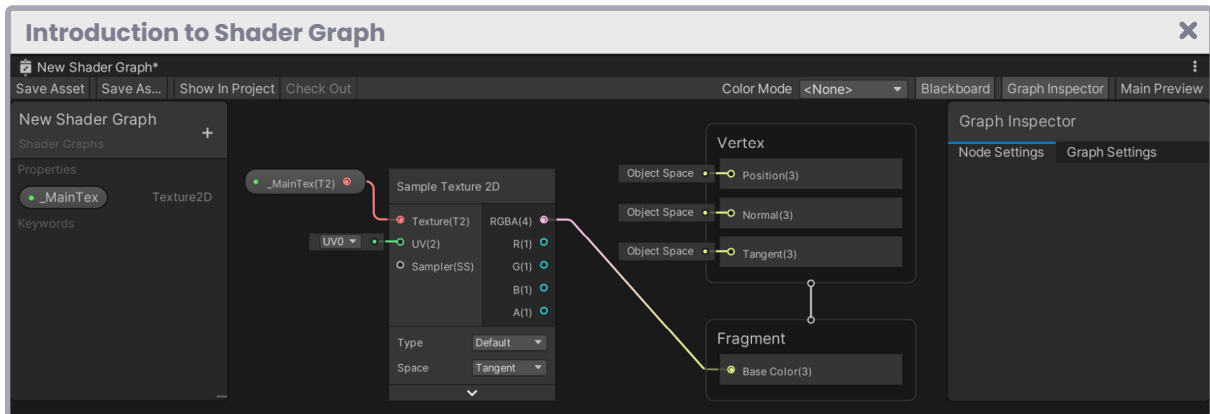 Introduction to Shader Graph
New Shader Graph*
Save Asset Save As... Show In Project Check Out Color Mode <None> Blackboard Graph Inspector Main Preview
New Shader Graph
Shader Graphs
Properties
_MainTex Texture2D
Keywords
_MainTex(T2)
UV0
Sample Texture 2D
Texture(T2) RGBA(4)
UV(2) R(1)
Sampler(SS) G(1)
B(1)
A(1)
Type Default
Space Tangent
Vertex
Object Space Position(3)
Object Space Normal(3)
Object Space Tangent(3)
Fragment
Base Color(3)
Graph Inspector
Node Settings Graph Settings